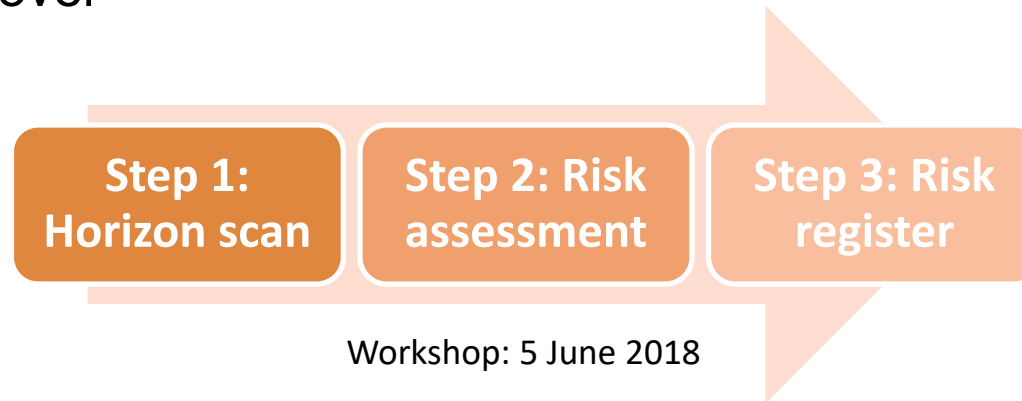 Step 1:
Horizon scan
Step 2: Risk
assessment
Step 3: Risk
register
Workshop: 5 June 2018